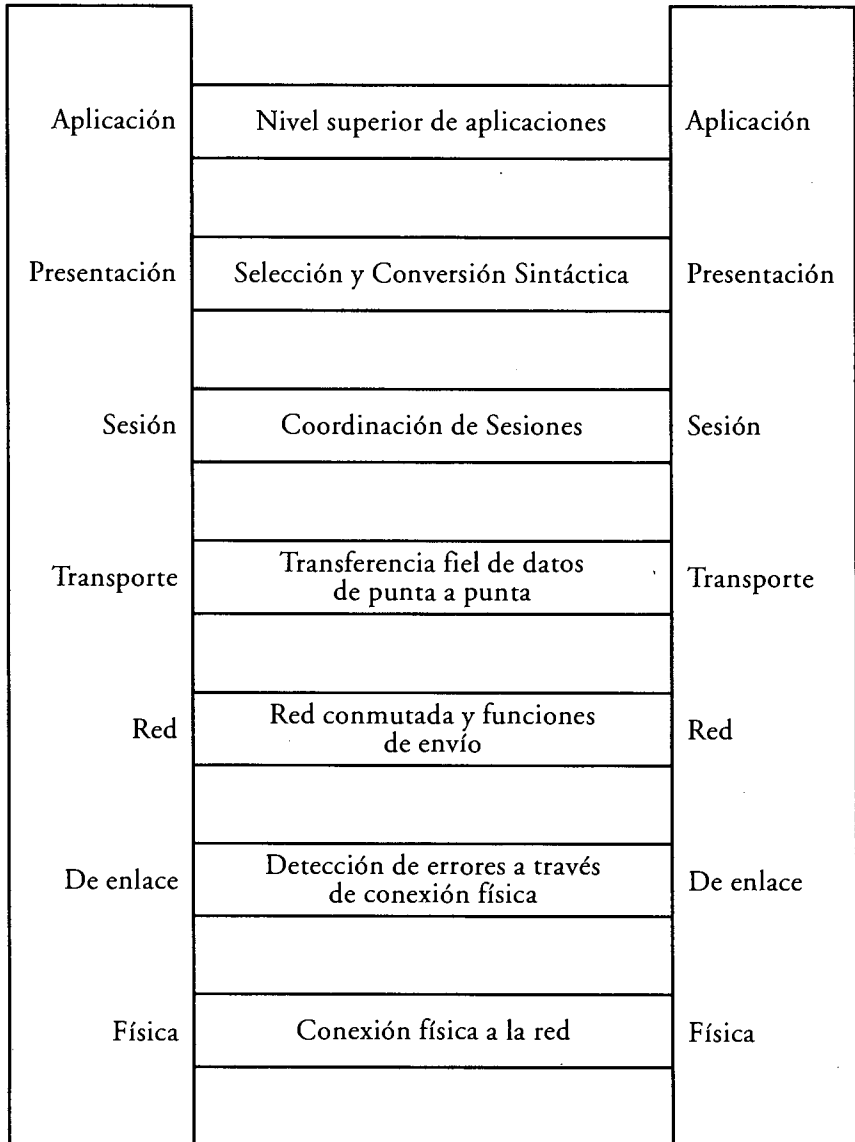 Aplicación Nivel superior de aplicaciones Aplicación
Presentación Selección y Conversión Sintáctica Presentación
Sesión Coordinación de Sesiones Sesión
Transporte Transferencia fiel de datos
de punta a punta Transporte
Red Red conmutada y funciones
de envío Red
De enlace Detección de errores a través
de conexión física De enlace
Física Conexión física a la red Física